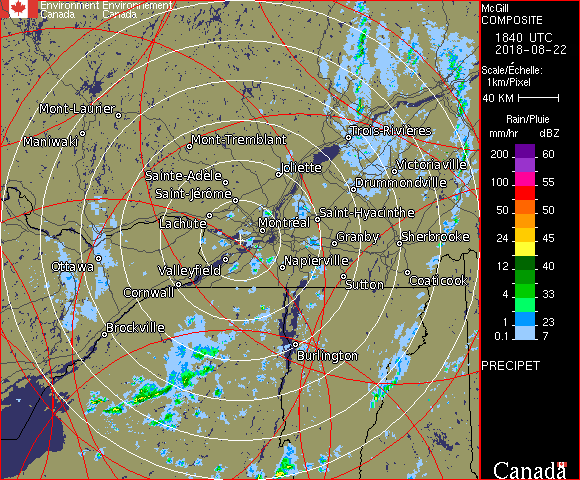 Environment Environnement
Canada Canada
McGill
COMPOSITE
1840 UTC
2018-08-22
Scale/Échelle:
1km/Pixel
40 KM
Rain/Pluie
mm/hr dBZ
200 60
100 55
50 50
24 45
12 40
4 33
1 23
0.1 7
PRECIPET
Canada
Mont-Laurier
Maniwaki
Mont-Tremblant
Trois-Rivières
Joliette
Victoriaville
Sainte-Adèle
Drummondville
Saint-Jérôme
Lachute
Saint-Hyacinthe
Montréal
Granby
Sherbrooke
Ottawa
Valleyfield
Napierville
Cornwall
Sutton
Coaticook
Brockville
Burlington